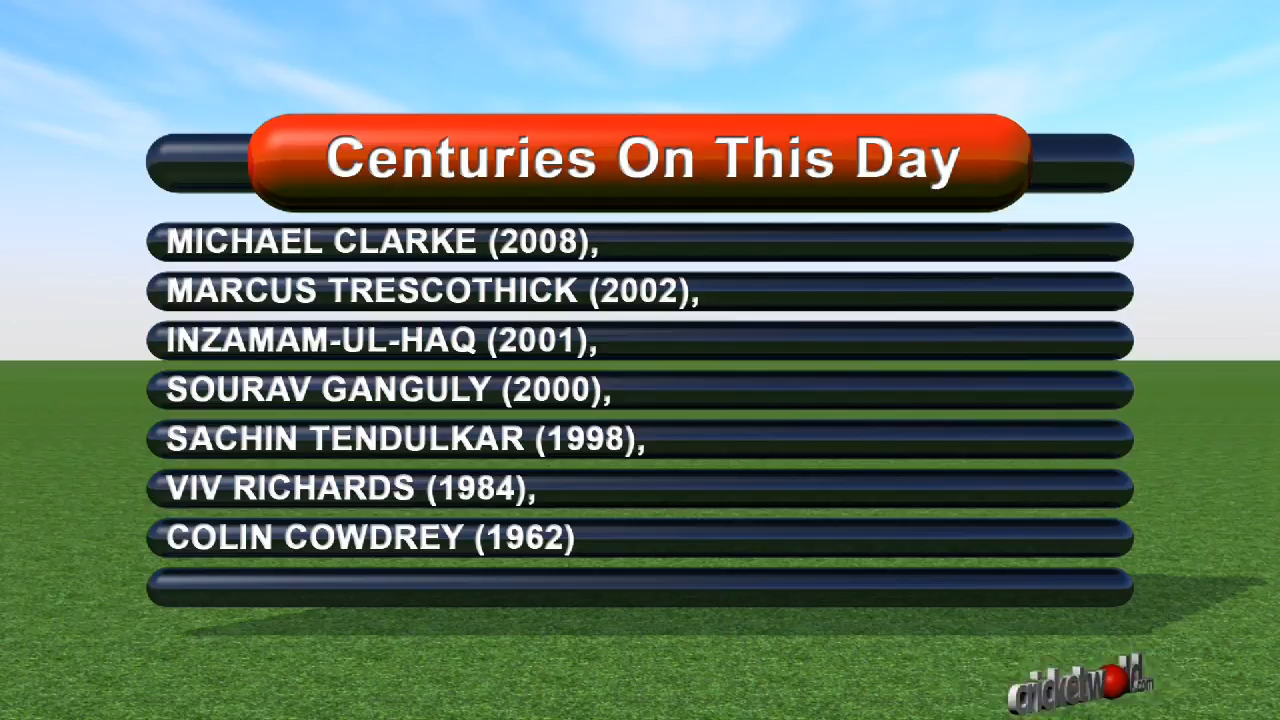 Centuries On This Day
MICHAEL CLARKE (2008),
MARCUS TRESCOTHICK (2002),
INZAMAM-UL-HAQ (2001),
SOURAV GANGULY (2000),
SACHIN TENDULKAR (1998),
VIV RICHARDS (1984),
COLIN COWDREY (1962)
cricketworld.com